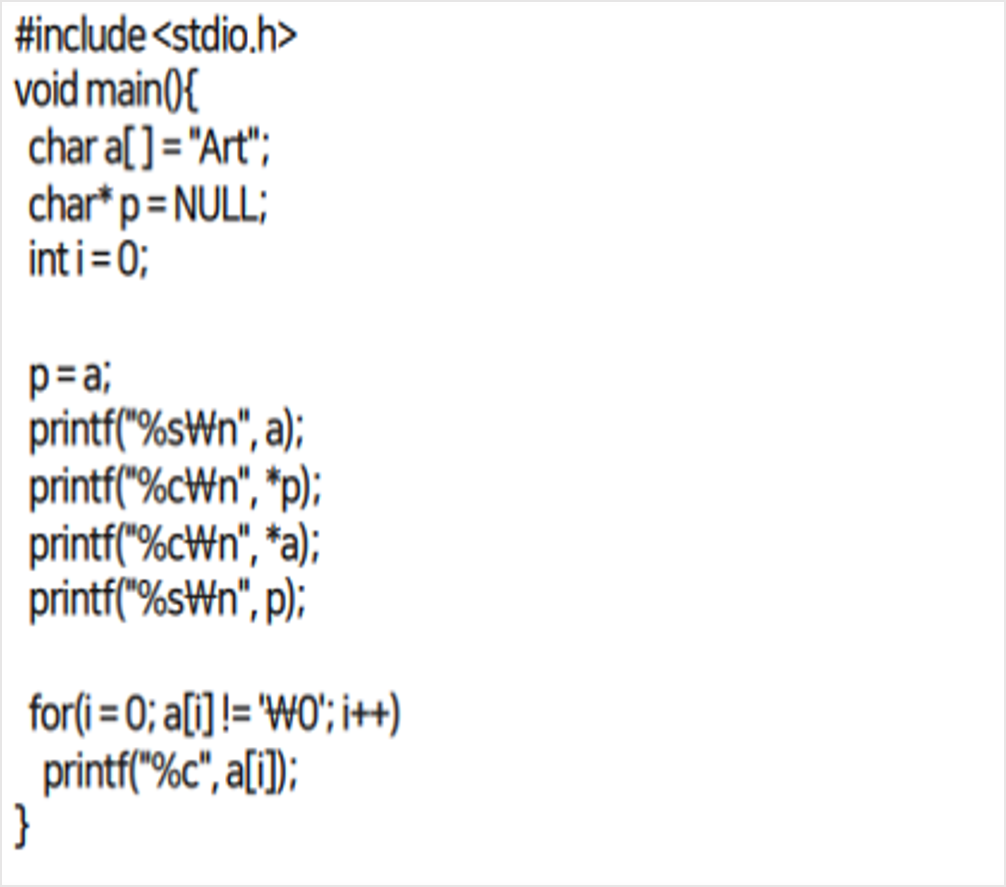 #include <stdio.h>
void main(){
char a[ ] = "Art";
char* p = NULL;
int i = 0;
p = a;
printf("%s₩n", a);
printf("%c₩n", *p);
printf("%c₩n", *a);
printf("%s₩n", p);
for(i = 0; a[i] != '₩0'; i++)
printf("%c", a[i]);
}